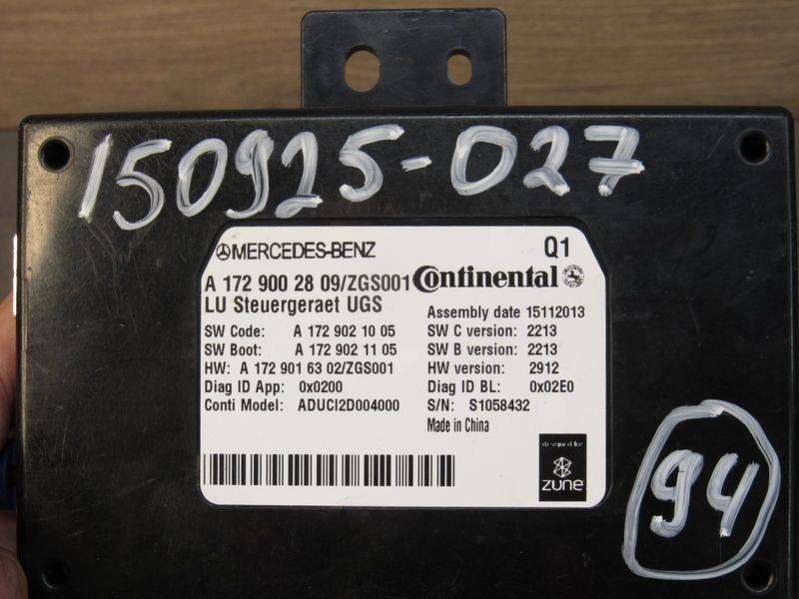 150925-027
MERCEDES-BENZ Q1
A 172 900 28 09/ZGS001 Continental
LU Steuergeraet UGS
Assembly date 15112013
SW Code: A 172 902 10 05
SW C version: 2213
SW Boot: A 172 902 11 05
SW B version: 2213
HW: A 172 901 63 02/ZGS001
HW version: 2912
Diag ID App: 0x0200
Diag ID BL: 0x02E0
Conti Model: ADUCI2D004000
S/N: S1058432
Made in China
designed for
zune
94